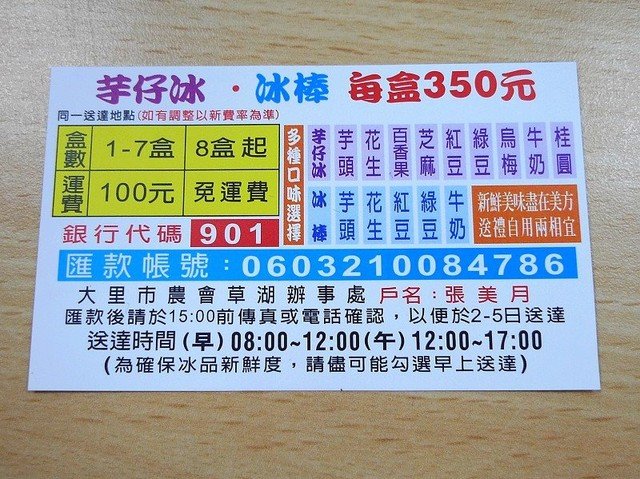 芋仔冰・冰棒 每盒350元
同一送達地點(如有調整以新費率為準)
盒數 1-7盒 8盒起
運費 100元 免運費
銀行代碼 901
多種口味選擇
芋仔冰 芋頭 花生 百香果 芝麻 紅豆 綠豆 烏梅 牛奶 桂圓
冰棒 芋頭 花生 紅豆 綠豆 牛奶
新鮮美味盡在美方
送禮自用兩相宜
匯款帳號：0603210084786
大里市農會草湖辦事處 戶名：張美月
匯款後請於15:00前傳真或電話確認，以便於2-5日送達
送達時間(早)08:00~12:00(午)12:00~17:00
(為確保冰品新鮮度，請儘可能勾選早上送達)